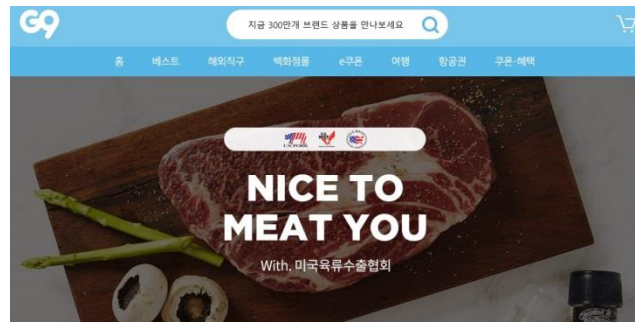 G9
지금 300만개 브랜드 상품을 만나보세요
홈 베스트 해외직구 백화점몰 e쿠폰 여행 항공권 쿠폰·혜택
NICE TO
MEAT YOU
With. 미국육류수출협회